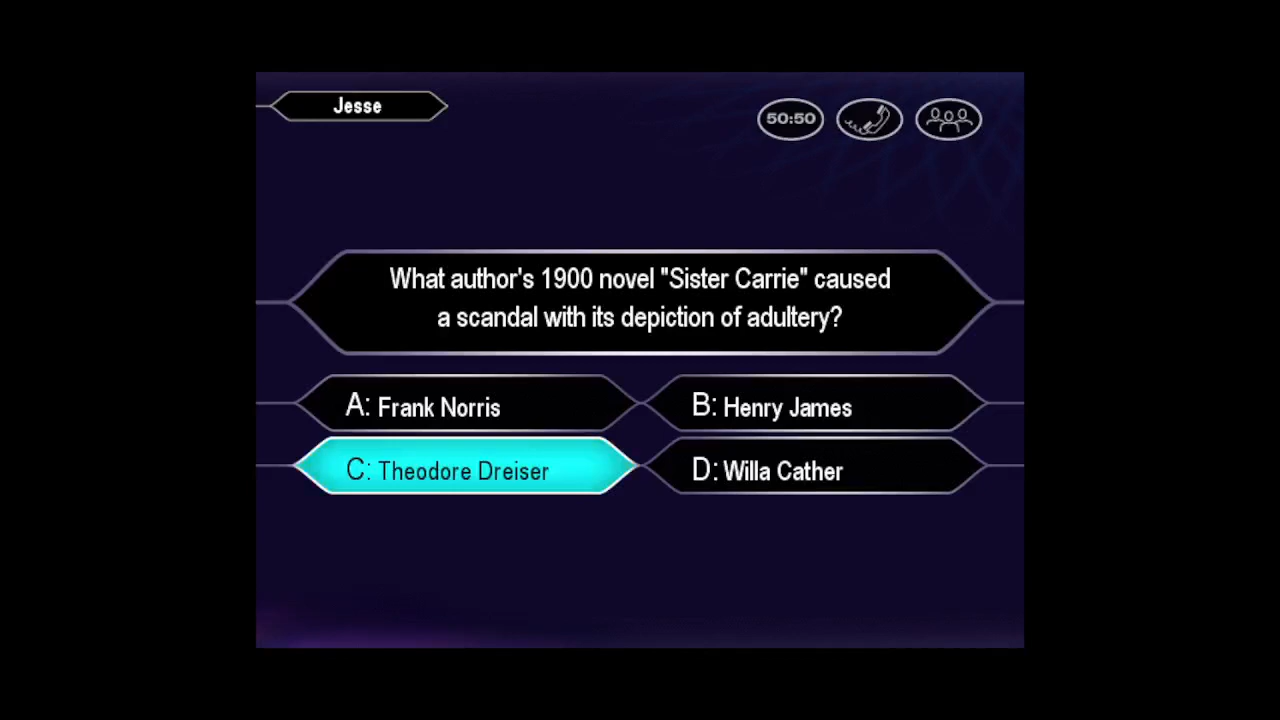 Jesse
50:50
What author's 1900 novel "Sister Carrie" caused
a scandal with its depiction of adultery?
A: Frank Norris
B: Henry James
C: Theodore Dreiser
D: Willa Cather